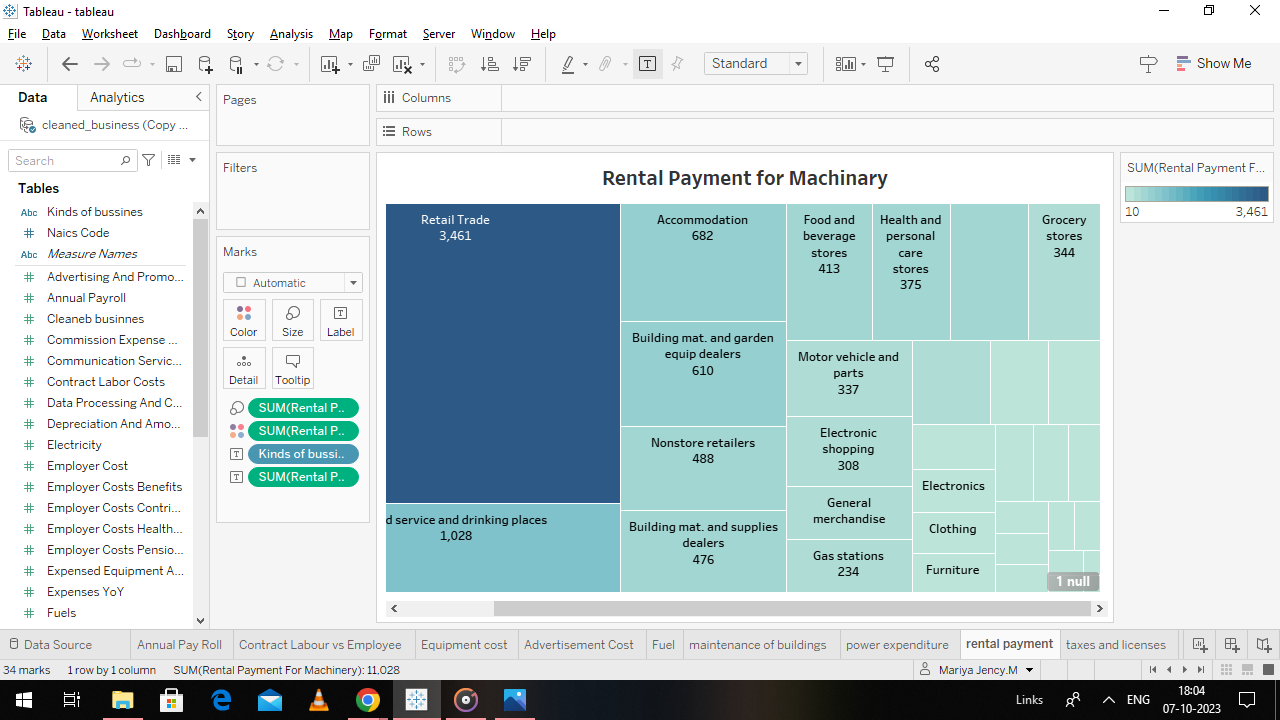 Tableau - tableau
File Data Worksheet Dashboard Story Analysis Map Format Server Window Help
Standard
Show Me
Data Analytics
cleaned_business (Copy ...
Search
Tables
Abc Kinds of bussines
# Naics Code
Abc Measure Names
# Advertising And Promo...
# Annual Payroll
# Cleaneb businnes
# Commission Expense ...
# Communication Servic...
# Contract Labor Costs
# Data Processing And C...
# Depreciation And Amo...
# Electricity
# Employer Cost
# Employer Costs Benefits
# Employer Costs Contri...
# Employer Costs Health...
# Employer Costs Pensio...
# Expensed Equipment A...
# Expenses YoY
# Fuels
Pages
Filters
Marks
Automatic
Color Size Label
Detail Tooltip
SUM(Rental P..
SUM(Rental P..
Kinds of bussi..
SUM(Rental P..
Columns
Rows
Rental Payment for Machinary
Retail Trade
3,461
d service and drinking places
1,028
Accommodation
682
Building mat. and garden
equip dealers
610
Nonstore retailers
488
Building mat. and supplies
dealers
476
Food and
beverage
stores
413
Health and
personal
care
stores
375
Grocery
stores
344
Motor vehicle and
parts
337
Electronic
shopping
308
General
merchandise
Gas stations
234
Electronics
Clothing
Furniture
1 null
SUM(Rental Payment F...
10 3,461
Data Source Annual Pay Roll Contract Labour vs Employee Equipment cost Advertisement Cost Fuel maintenance of buildings power expenditure rental payment taxes and licenses
34 marks 1 row by 1 column SUM(Rental Payment For Machinery): 11,028
Mariya Jency.M
Links
ENG
18:04
07-10-2023